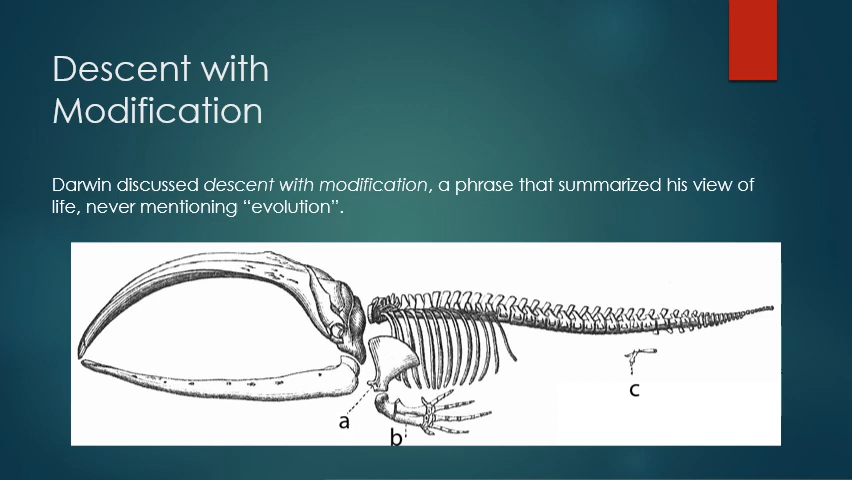 Descent with
Modification
Darwin discussed descent with modification, a phrase that summarized his view of
life, never mentioning “evolution”.
a
b
c